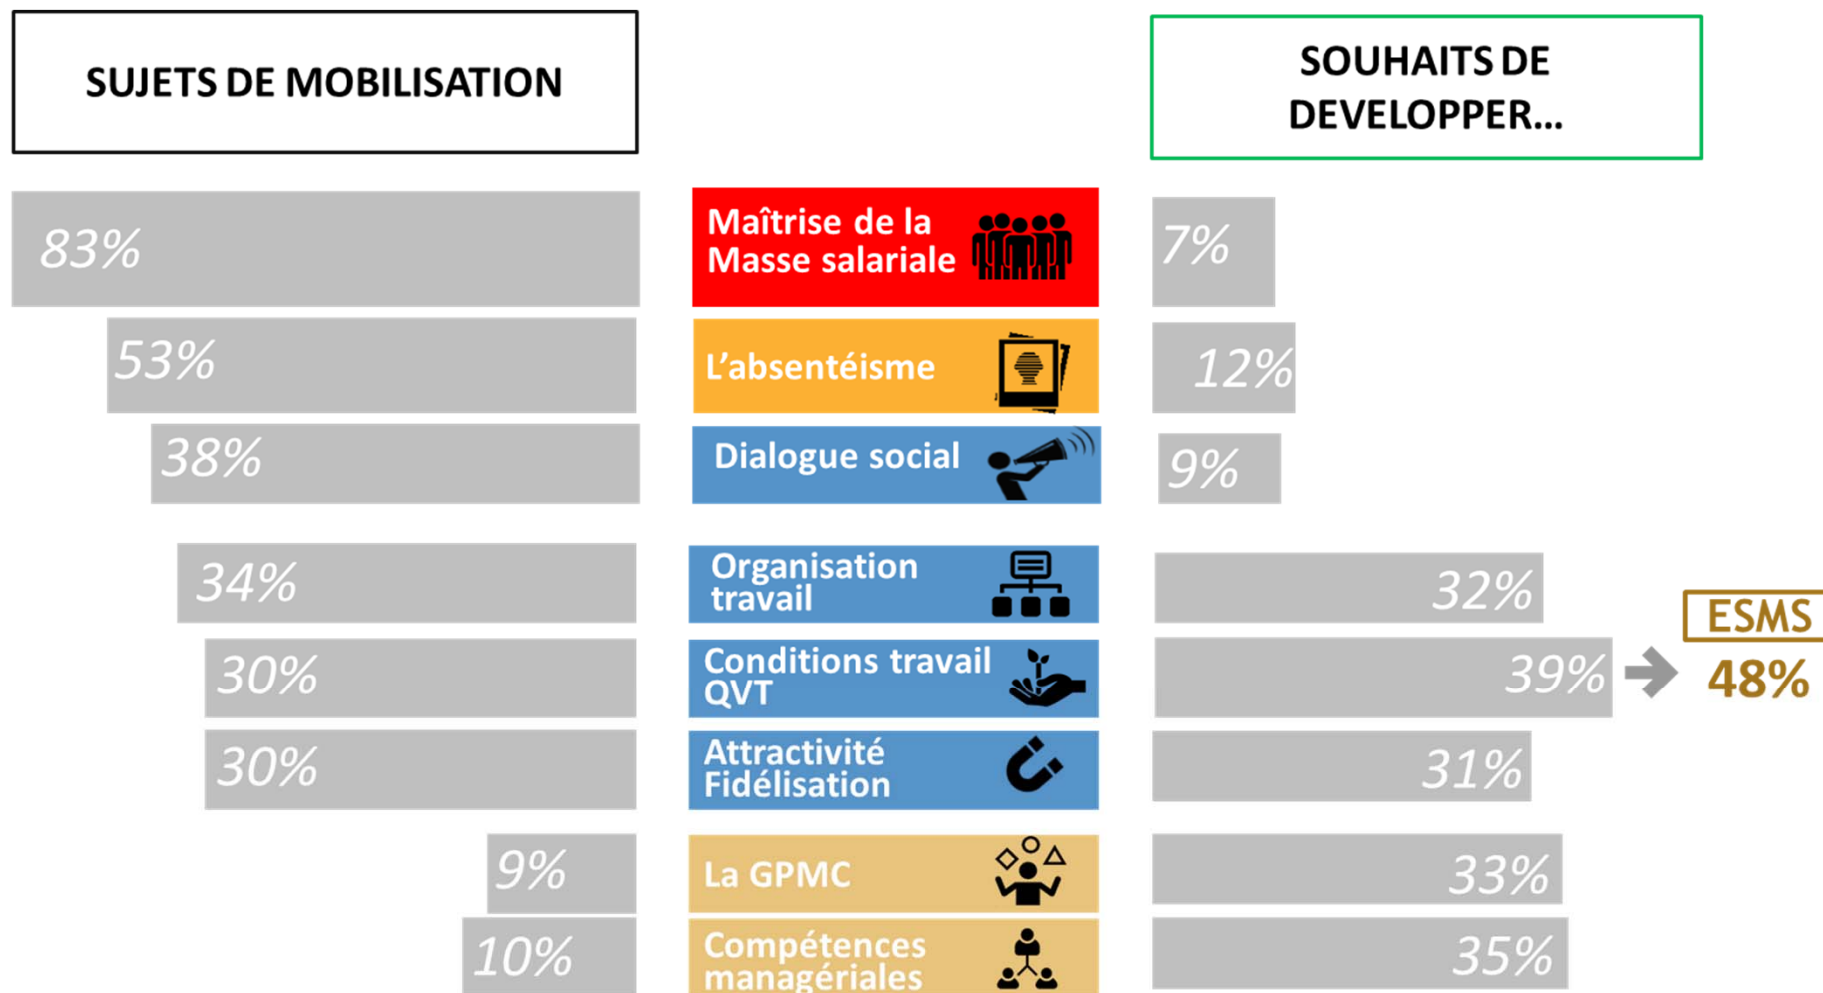 SUJETS DE MOBILISATION
SOUHAITS DE
DEVELOPPER...
83%
Maîtrise de la
Masse salariale
7%
53%
L’absentéisme
12%
38%
Dialogue social
9%
34%
Organisation
travail
32%
30%
Conditions travail
QVT
39%
ESMS
48%
30%
Attractivité
Fidélisation
31%
9%
La GPMC
33%
10%
Compétences
managériales
35%